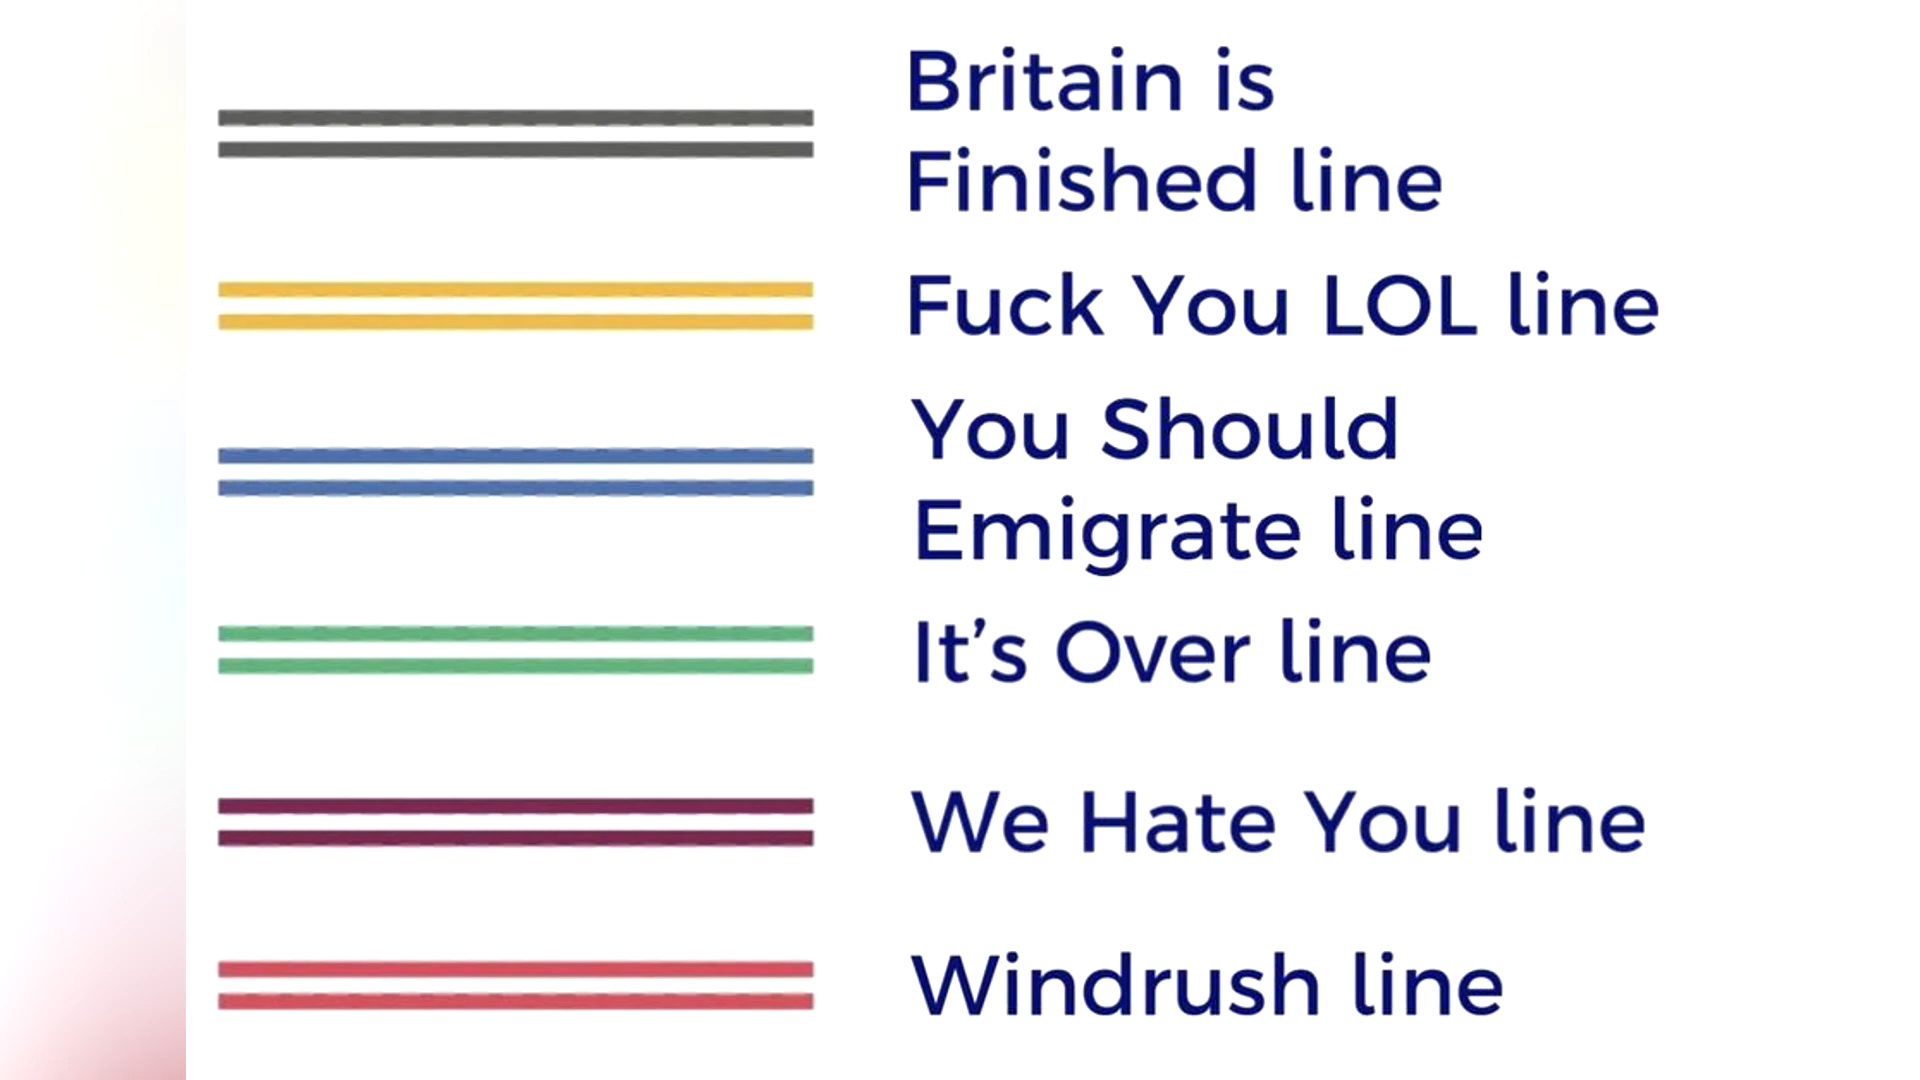 Britain is
Finished line
Fuck You LOL line
You Should
Emigrate line
It’s Over line
We Hate You line
Windrush line